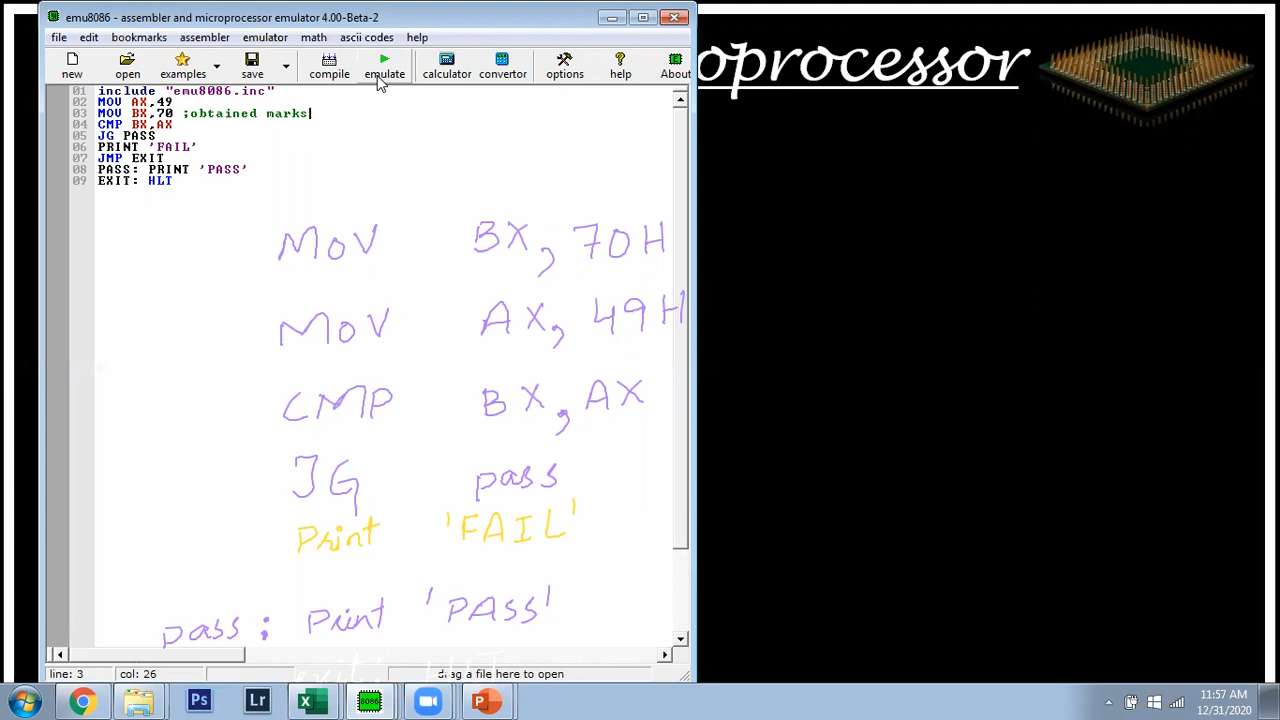 emu8086 - assembler and microprocessor emulator 4.00-Beta-2
file edit bookmarks assembler emulator math ascii codes help
new open examples save compile emulate calculator convertor options help About
oprocessor
01 include "emu8086.inc"
02 MOV AX,49
03 MOV BX,70 ;obtained marks
04 CMP BX,AX
05 JG PASS
06 PRINT 'FAIL'
07 JMP EXIT
08 PASS: PRINT 'PASS'
09 EXIT: HLT
MOV BX, 70H
MOV AX, 49H
CMP BX, AX
JG pass
Print 'FAIL'
pass: Print 'PASS'
line: 3 col: 26 drag a file here to open
Ps Lr 8086
11:57 AM
12/31/2020